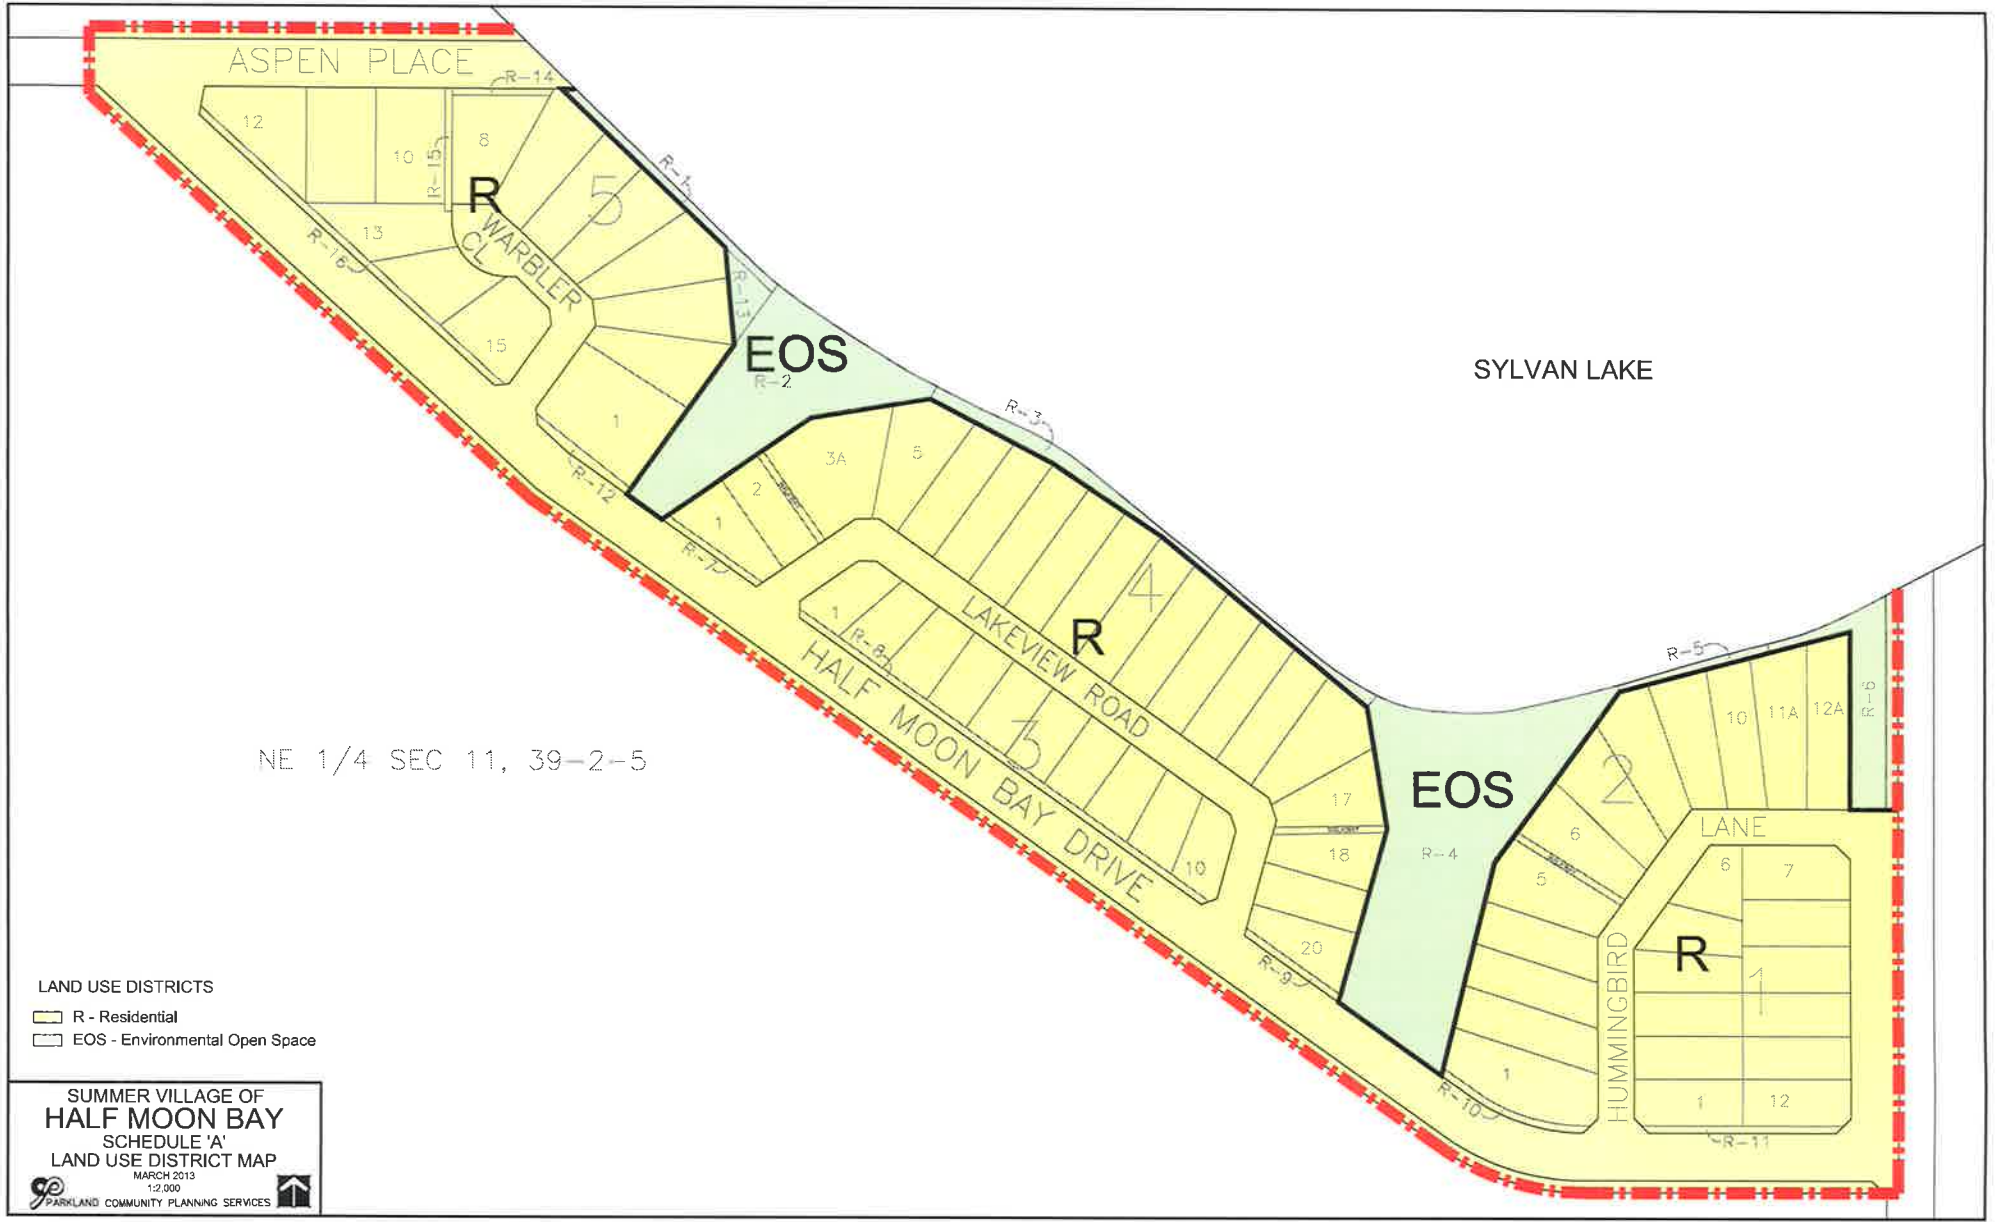 ASPEN PLACE
R-14
12
10
R-15
8
R
5
R-1
13
R-16
WARBLER
CL
15
R-13
EOS
R-2
1
R-12
SYLVAN LAKE
R-3
3A
5
2
WALKWAY
1
R-7
4
R
LAKEVIEW ROAD
1
R-8
3
HALF MOON BAY DRIVE
10
17
WALKWAY
18
20
R-9
EOS
R-4
R-5
10
11A
12A
R-6
2
6
WALKWAY
5
LANE
6
7
R
1
HUMMINGBIRD
1
R-10
1
12
R-11
NE 1/4 SEC 11, 39-2-5
LAND USE DISTRICTS
R - Residential
EOS - Environmental Open Space
SUMMER VILLAGE OF
HALF MOON BAY
SCHEDULE 'A'
LAND USE DISTRICT MAP
MARCH 2013
1:2,000
PARKLAND COMMUNITY PLANNING SERVICES